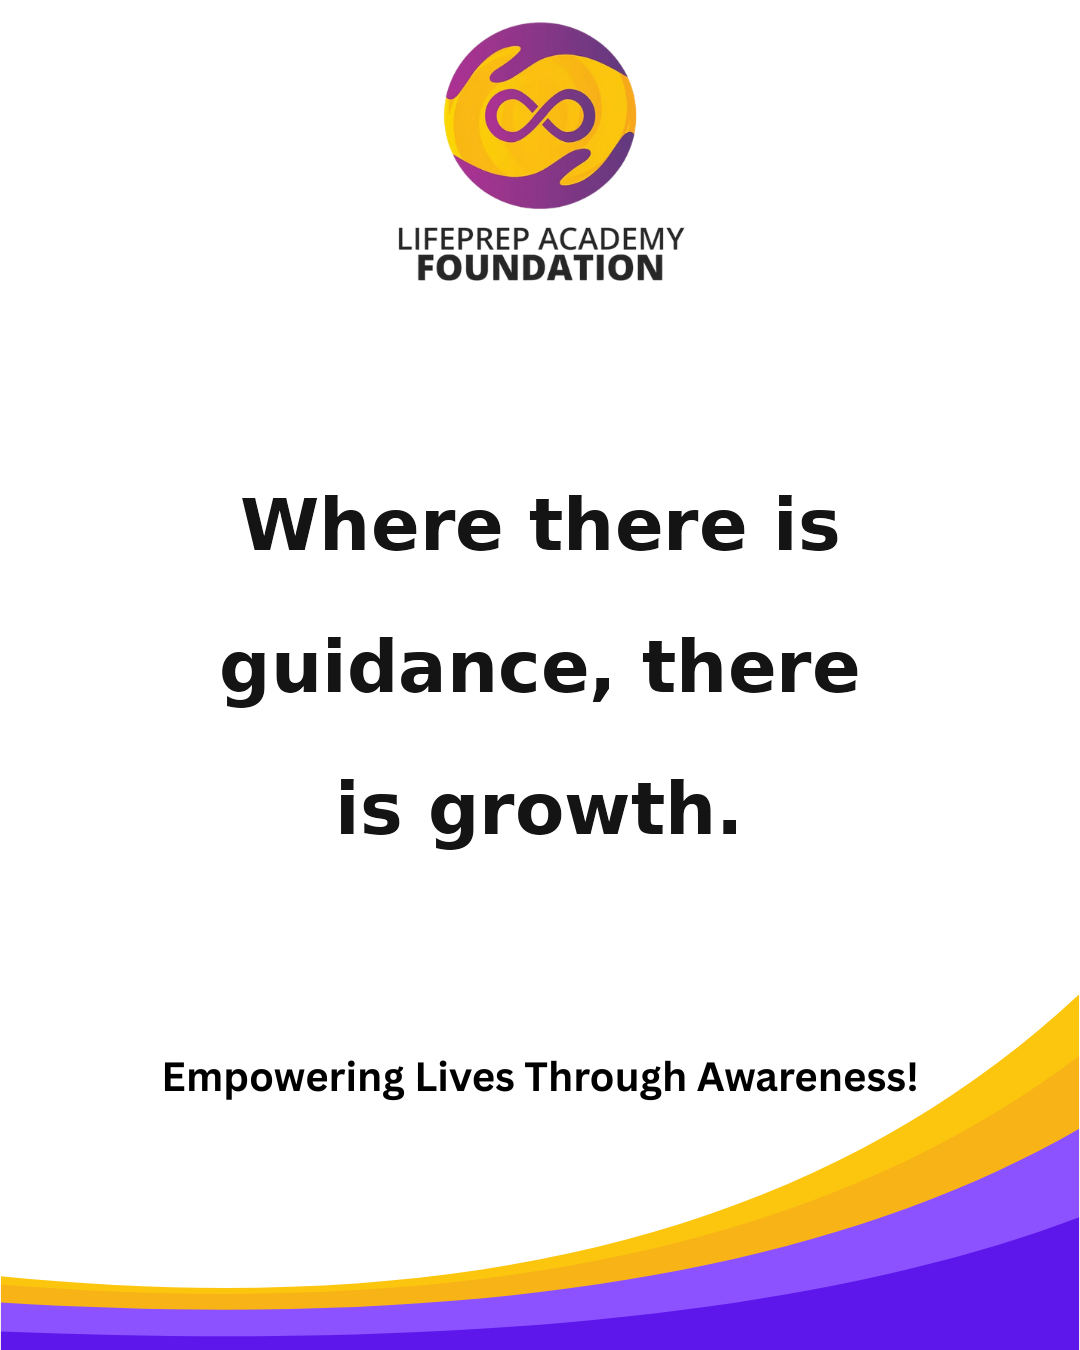 LIFEPREP ACADEMY
FOUNDATION
Where there is
guidance, there
is growth.
Empowering Lives Through Awareness!